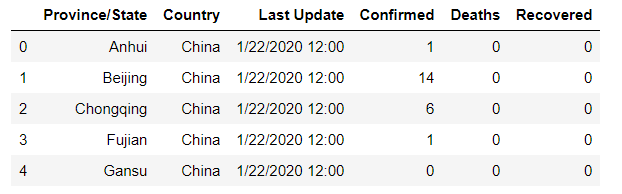 Province/State Country Last Update Confirmed Deaths Recovered
0 Anhui China 1/22/2020 12:00 1 0 0
1 Beijing China 1/22/2020 12:00 14 0 0
2 Chongqing China 1/22/2020 12:00 6 0 0
3 Fujian China 1/22/2020 12:00 1 0 0
4 Gansu China 1/22/2020 12:00 0 0 0